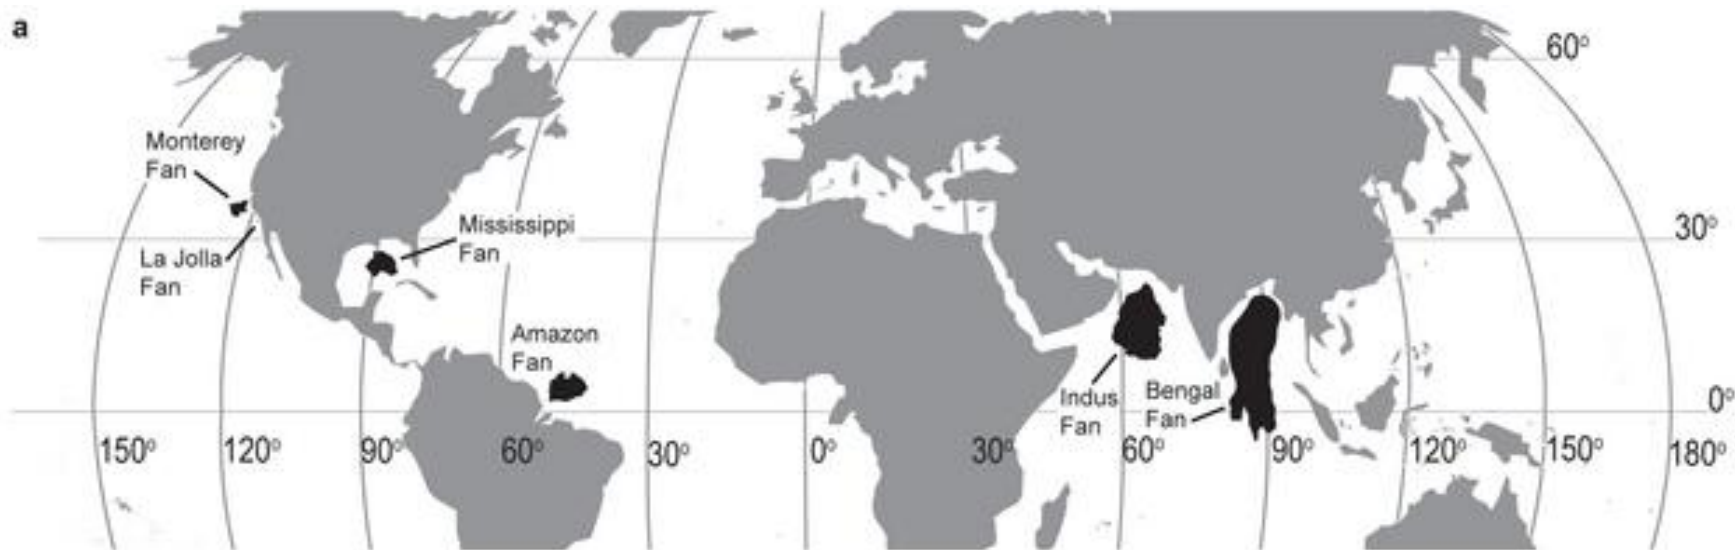 a
60°
Monterey
Fan
Mississippi
Fan
30°
La Jolla
Fan
Amazon
Fan
Indus
Fan
Bengal
Fan
0°
150° 120° 90° 60° 30° 0° 30° 60° 90° 120° 150° 180°